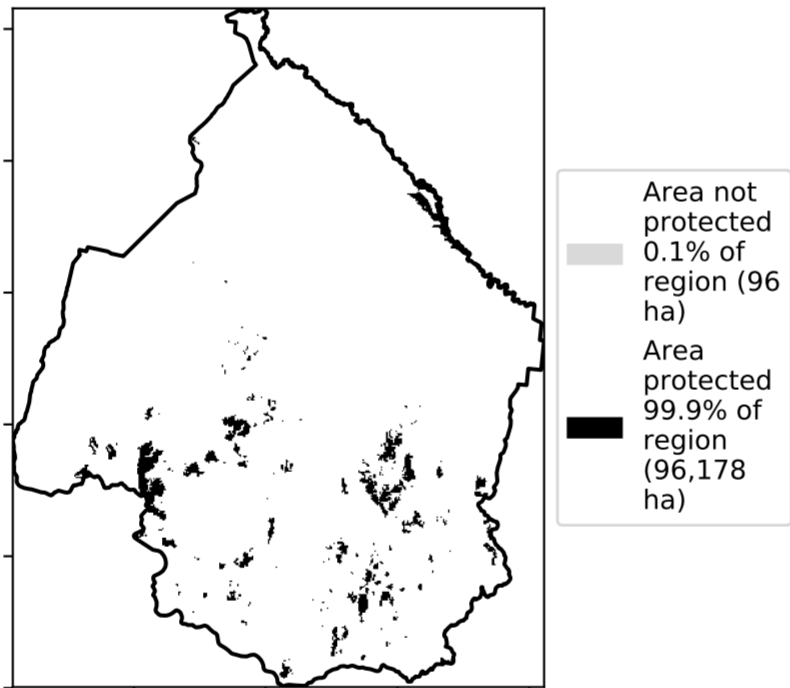 Area not
protected
0.1% of
region (96
ha)
Area
protected
99.9% of
region
(96,178
ha)